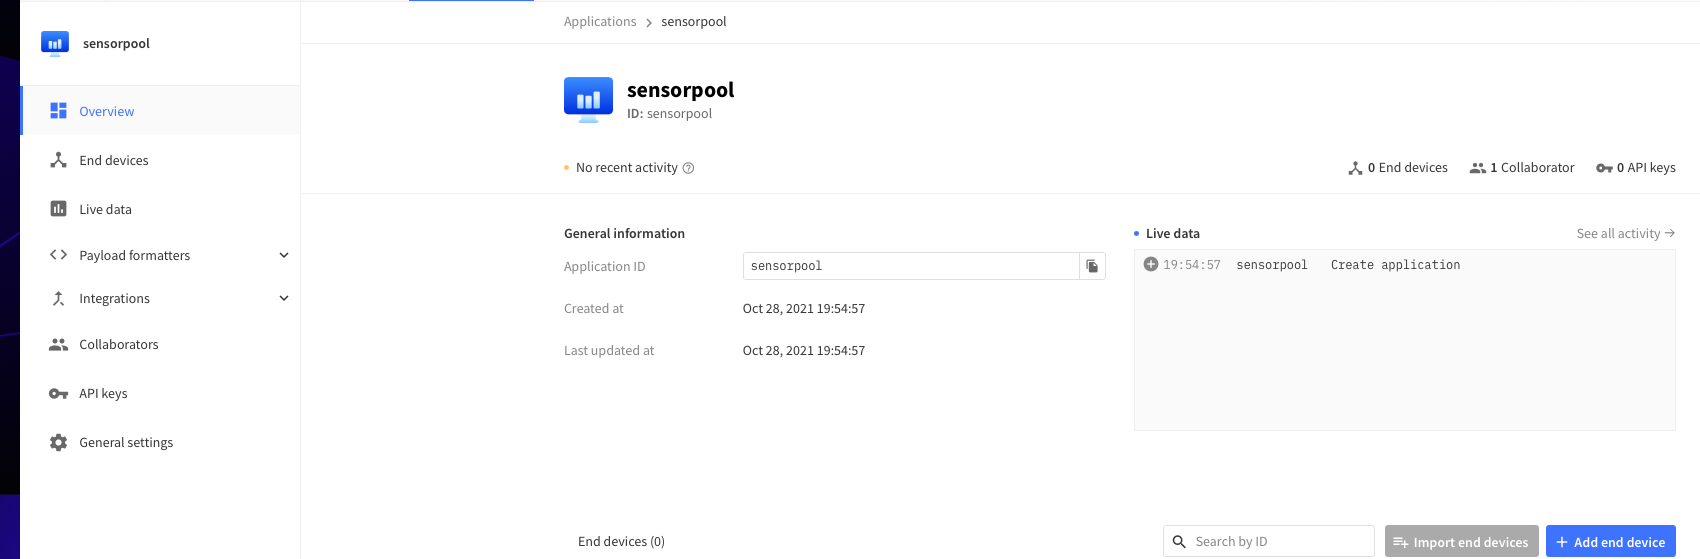 sensorpool
Overview
End devices
Live data
Payload formatters
Integrations
Collaborators
API keys
General settings
Applications > sensorpool
sensorpool
ID: sensorpool
No recent activity
0 End devices 1 Collaborator 0 API keys
General information
Application ID sensorpool
Created at Oct 28, 2021 19:54:57
Last updated at Oct 28, 2021 19:54:57
Live data See all activity →
19:54:57 sensorpool Create application
End devices (0) Search by ID Import end devices + Add end device